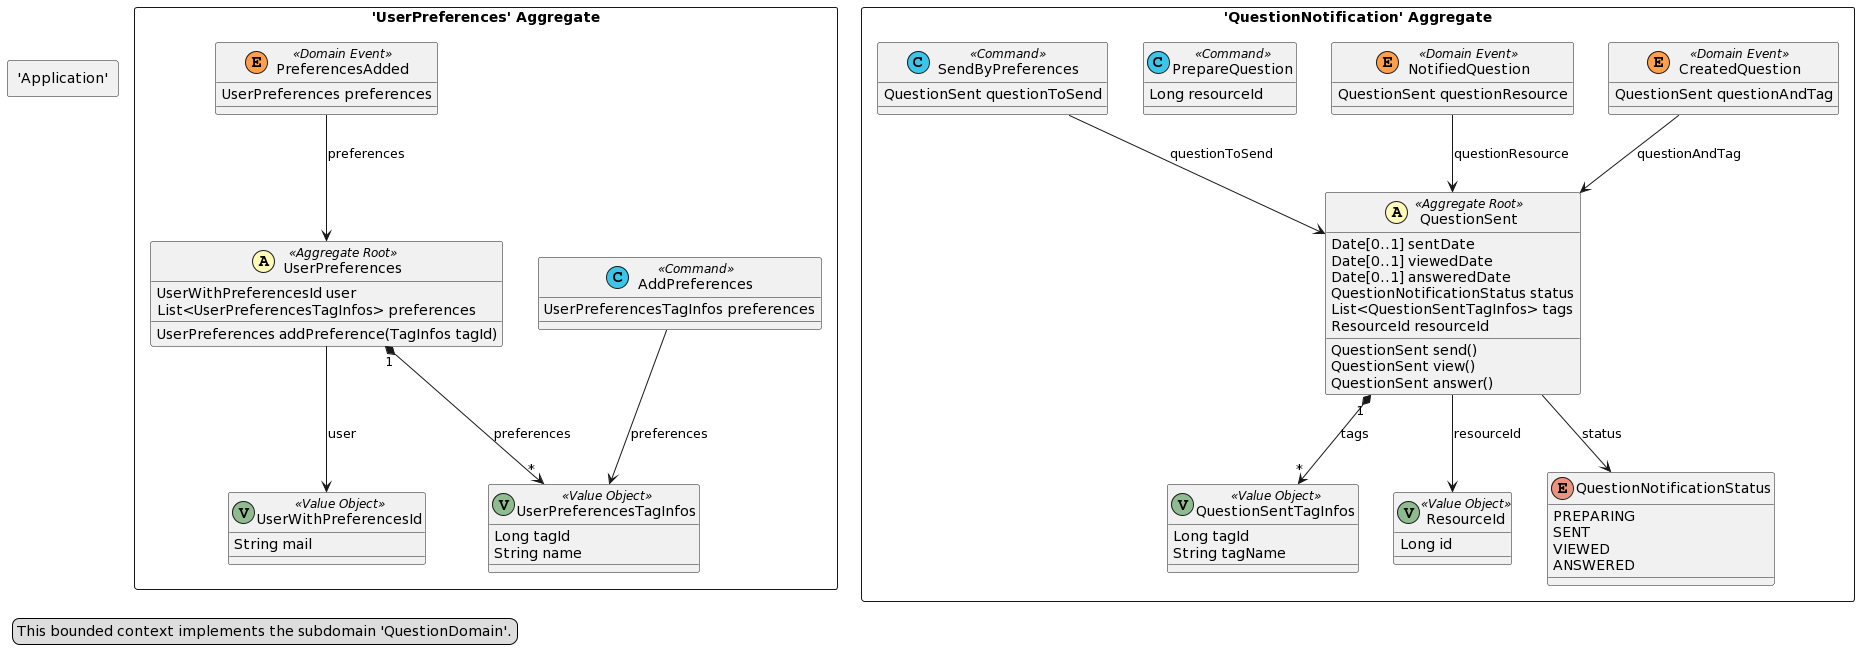 'Application'
'UserPreferences' Aggregate
E
«Domain Event»
PreferencesAdded
UserPreferences preferences
preferences
A
«Aggregate Root»
UserPreferences
UserWithPreferencesId user
List<UserPreferencesTagInfos> preferences
UserPreferences addPreference(TagInfos tagId)
C
«Command»
AddPreferences
UserPreferencesTagInfos preferences
1
user
preferences
*
preferences
V
«Value Object»
UserWithPreferencesId
String mail
V
«Value Object»
UserPreferencesTagInfos
Long tagId
String name
'QuestionNotification' Aggregate
C
«Command»
SendByPreferences
QuestionSent questionToSend
C
«Command»
PrepareQuestion
Long resourceId
E
«Domain Event»
NotifiedQuestion
QuestionSent questionResource
E
«Domain Event»
CreatedQuestion
QuestionSent questionAndTag
questionToSend
questionResource
questionAndTag
A
«Aggregate Root»
QuestionSent
Date[0..1] sentDate
Date[0..1] viewedDate
Date[0..1] answeredDate
QuestionNotificationStatus status
List<QuestionSentTagInfos> tags
ResourceId resourceId
QuestionSent send()
QuestionSent view()
QuestionSent answer()
1
tags
*
resourceId
status
V
«Value Object»
QuestionSentTagInfos
Long tagId
String tagName
V
«Value Object»
ResourceId
Long id
E
QuestionNotificationStatus
PREPARING
SENT
VIEWED
ANSWERED
This bounded context implements the subdomain 'QuestionDomain'.